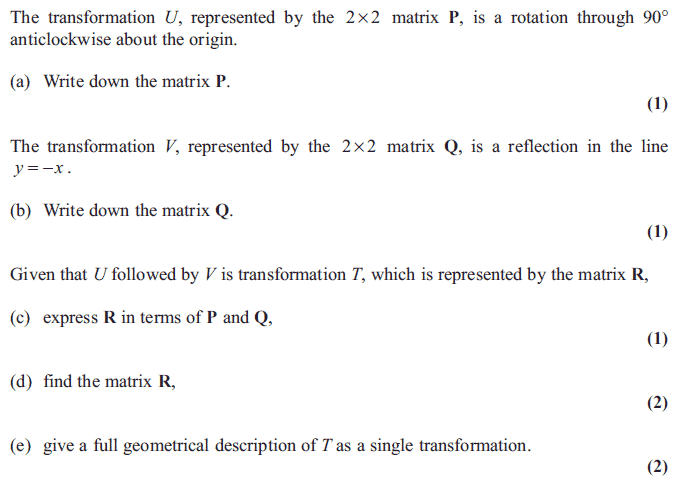 The transformation U, represented by the 2×2 matrix P, is a rotation through 90°
anticlockwise about the origin.
(a) Write down the matrix P.
(1)
The transformation V, represented by the 2×2 matrix Q, is a reflection in the line
y=−x.
(b) Write down the matrix Q.
(1)
Given that U followed by V is transformation T, which is represented by the matrix R,
(c) express R in terms of P and Q,
(1)
(d) find the matrix R,
(2)
(e) give a full geometrical description of T as a single transformation.
(2)